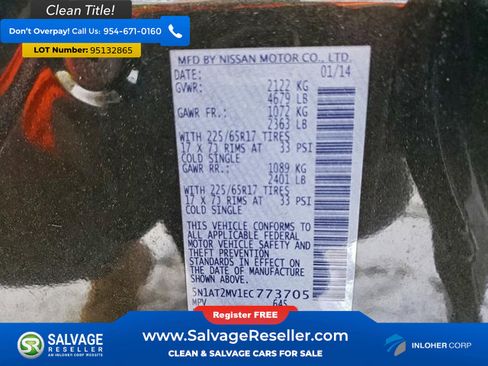 Clean Title!
Don't Overpay! Call Us: 954-671-0160
LOT Number: 95132865
MFD BY NISSAN MOTOR CO., LTD.
DATE: 01/14
GVWR: 2122 KG
4679 LB
GAWR FR.: 1072 KG
2363 LB
WITH 225/65R17 TIRES
17 X 7J RIMS AT 33 PSI
COLD SINGLE
GAWR RR.: 1089 KG
2401 LB
WITH 225/65R17 TIRES
17 X 7J RIMS AT 33 PSI
COLD SINGLE
THIS VEHICLE CONFORMS TO
ALL APPLICABLE FEDERAL
MOTOR VEHICLE SAFETY AND
THEFT PREVENTION
STANDARDS IN EFFECT ON
THE DATE OF MANUFACTURE
SHOWN ABOVE.
5N1AT2MV1EC773705
MPV 64S
Register FREE
SALVAGE
RESELLER
AN INLOHER CORP WEBSITE
www.SalvageReseller.com
CLEAN & SALVAGE CARS FOR SALE
INLOHER CORP